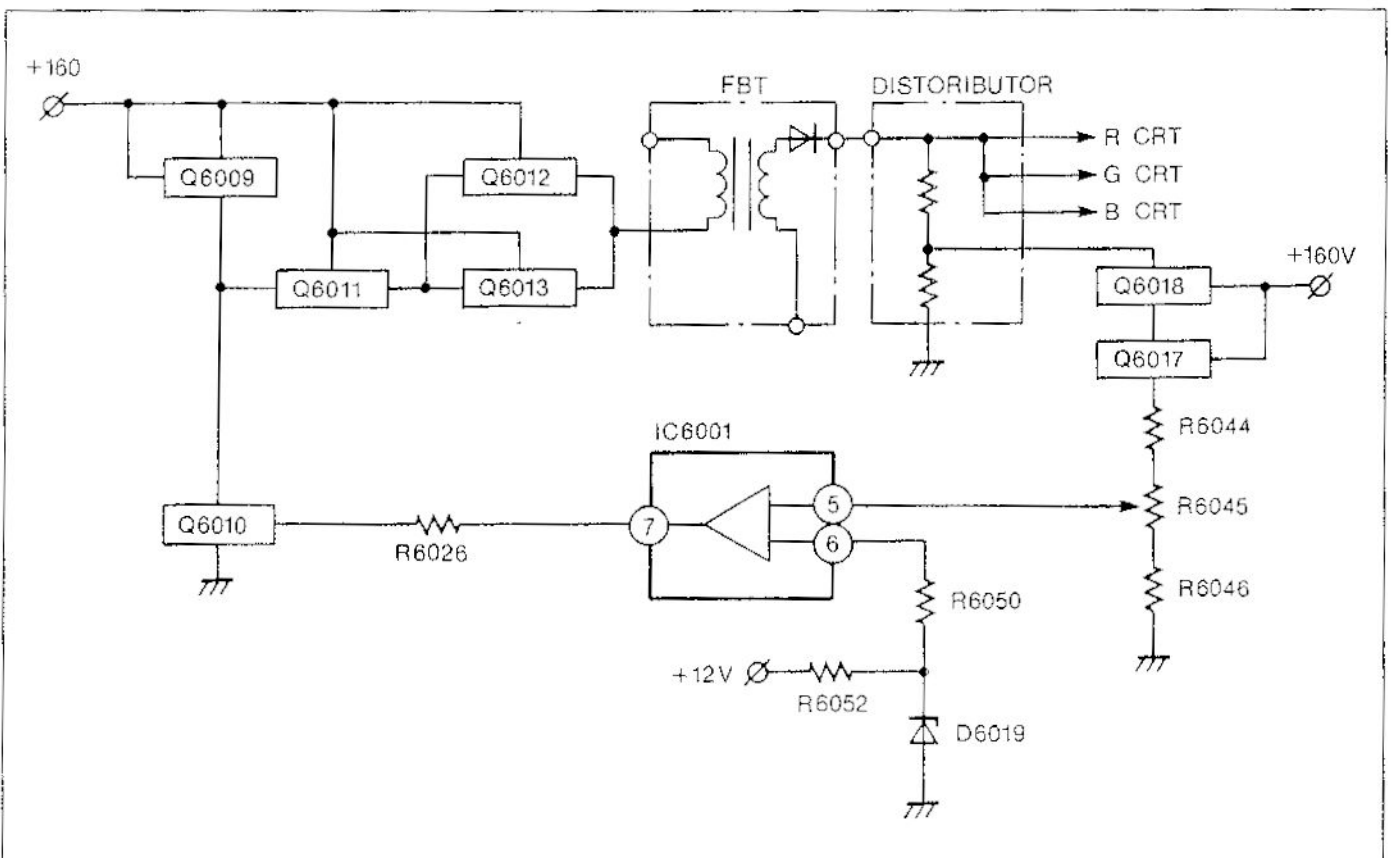 +160
FBT
DISTORIBUTOR
R CRT
G CRT
B CRT
Q6009
Q6012
Q6011
Q6013
+160V
Q6018
Q6017
R6044
IC6001
5
R6045
Q6010
R6026
7
6
R6050
R6046
+12V
R6052
D6019